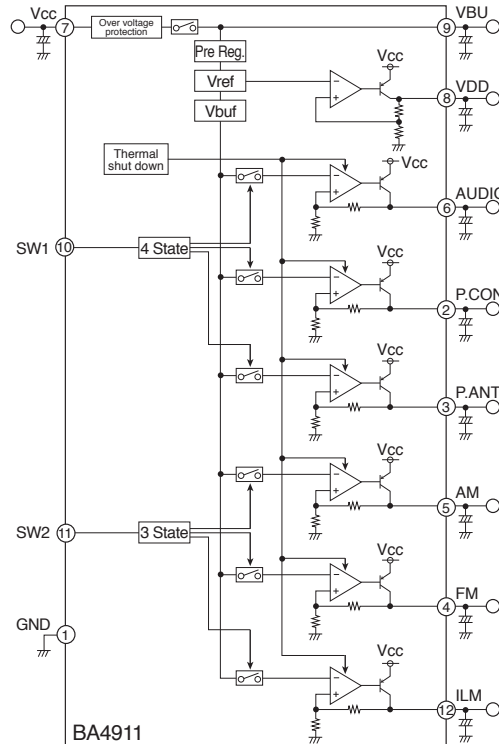 Vcc
7
Over voltage
protection
9
VBU
Pre Reg.
Vref
Vbuf
Vcc
−
+
8
VDD
Thermal
shut down
Vcc
−
+
6
AUDIO
SW1
10
4 State
Vcc
−
+
2
P.CON
Vcc
−
+
3
P.ANT
Vcc
−
+
5
AM
SW2
11
3 State
Vcc
−
+
4
FM
GND
1
Vcc
−
+
12
ILM
BA4911